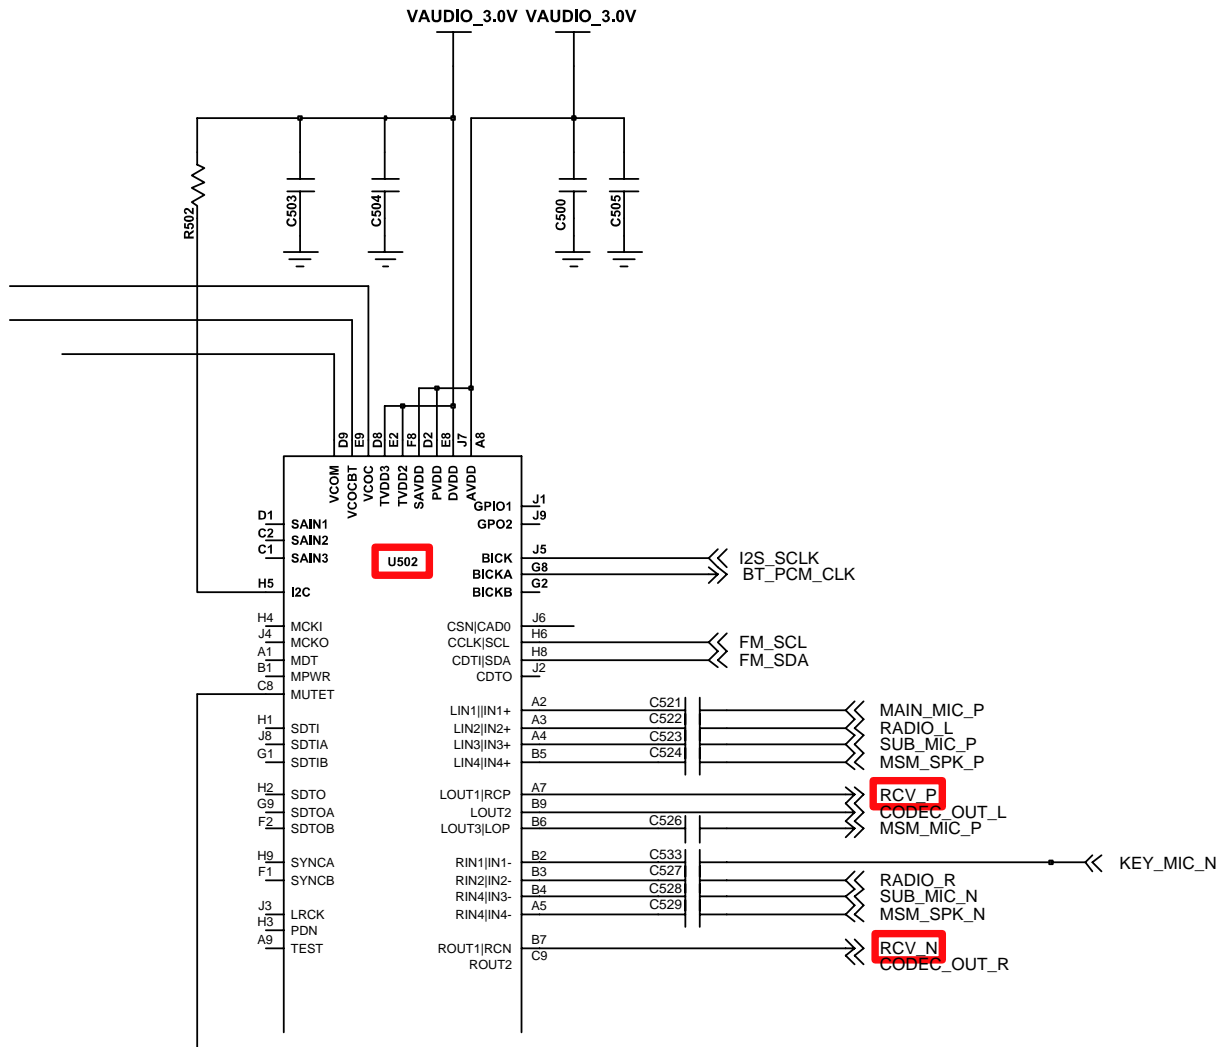 VAUDIO_3.0V VAUDIO_3.0V
R502
C503
C504
C500
C505
D9 E9 D8 E2 F8 D2 E8 J7 A8
VCOM VCOCBT VCOC TVDD3 TVDD2 SAVDD PVDD DVDD AVDD
U502
D1 SAIN1
C2 SAIN2
C1 SAIN3
H5 I2C
H4 MCKI
J4 MCKO
A1 MDT
B1 MPWR
C8 MUTET
H1 SDTI
J8 SDTIA
G1 SDTIB
H2 SDTO
G9 SDTOA
F2 SDTOB
H9 SYNCA
F1 SYNCB
J3 LRCK
H3 PDN
A9 TEST
GPIO1 J1
GPO2 J9
BICK J5 I2S_SCLK
BICKA G8 BT_PCM_CLK
BICKB G2
CSN|CAD0 J6
CCLK|SCL H6 FM_SCL
CDTI|SDA H8 FM_SDA
CDTO J2
LIN1||IN1+ A2 C521 MAIN_MIC_P
LIN2|IN2+ A3 C522 RADIO_L
LIN3|IN3+ A4 C523 SUB_MIC_P
LIN4|IN4+ B5 C524 MSM_SPK_P
LOUT1|RCP A7 RCV_P
LOUT2 B9 CODEC_OUT_L
LOUT3|LOP B6 C526 MSM_MIC_P
RIN1|IN1- B2 C533 KEY_MIC_N
RIN2|IN2- B3 C527 RADIO_R
RIN4|IN3- B4 C528 SUB_MIC_N
RIN4|IN4- A5 C529 MSM_SPK_N
ROUT1|RCN B7 RCV_N
ROUT2 C9 CODEC_OUT_R